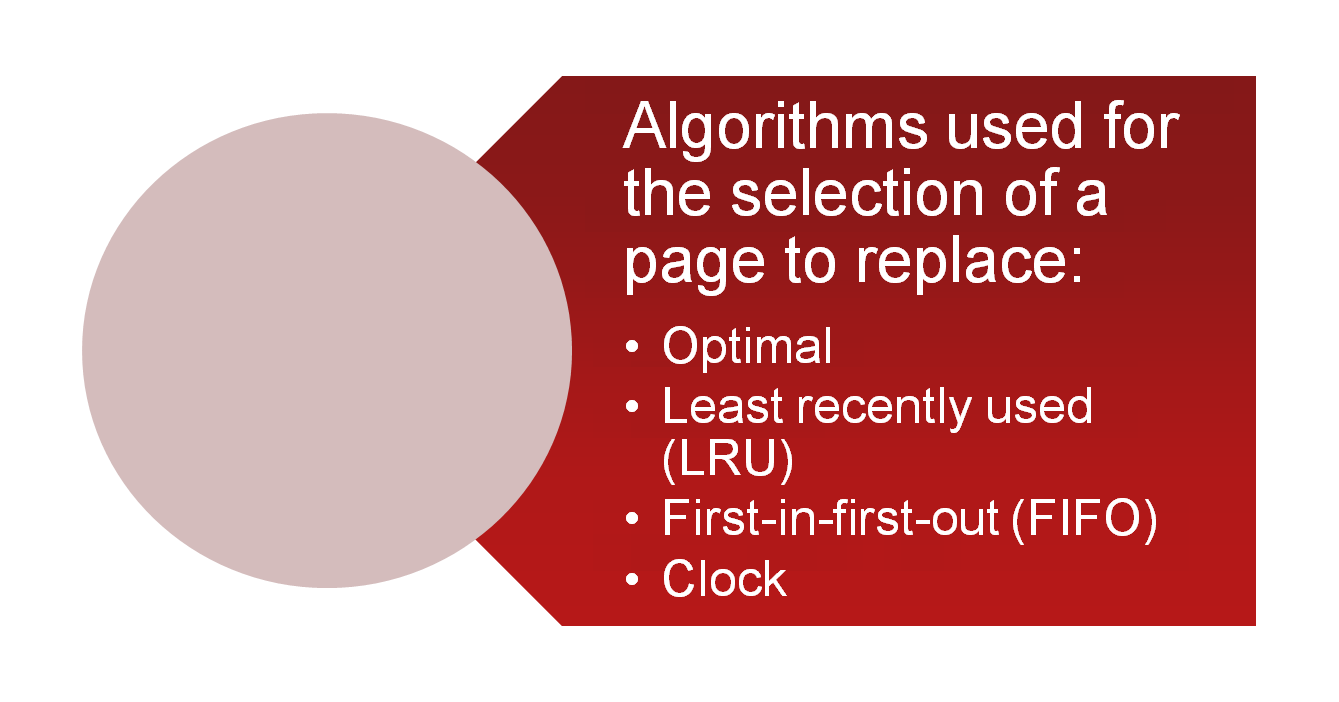 Algorithms used for
the selection of a
page to replace:
• Optimal
• Least recently used
(LRU)
• First-in-first-out (FIFO)
• Clock